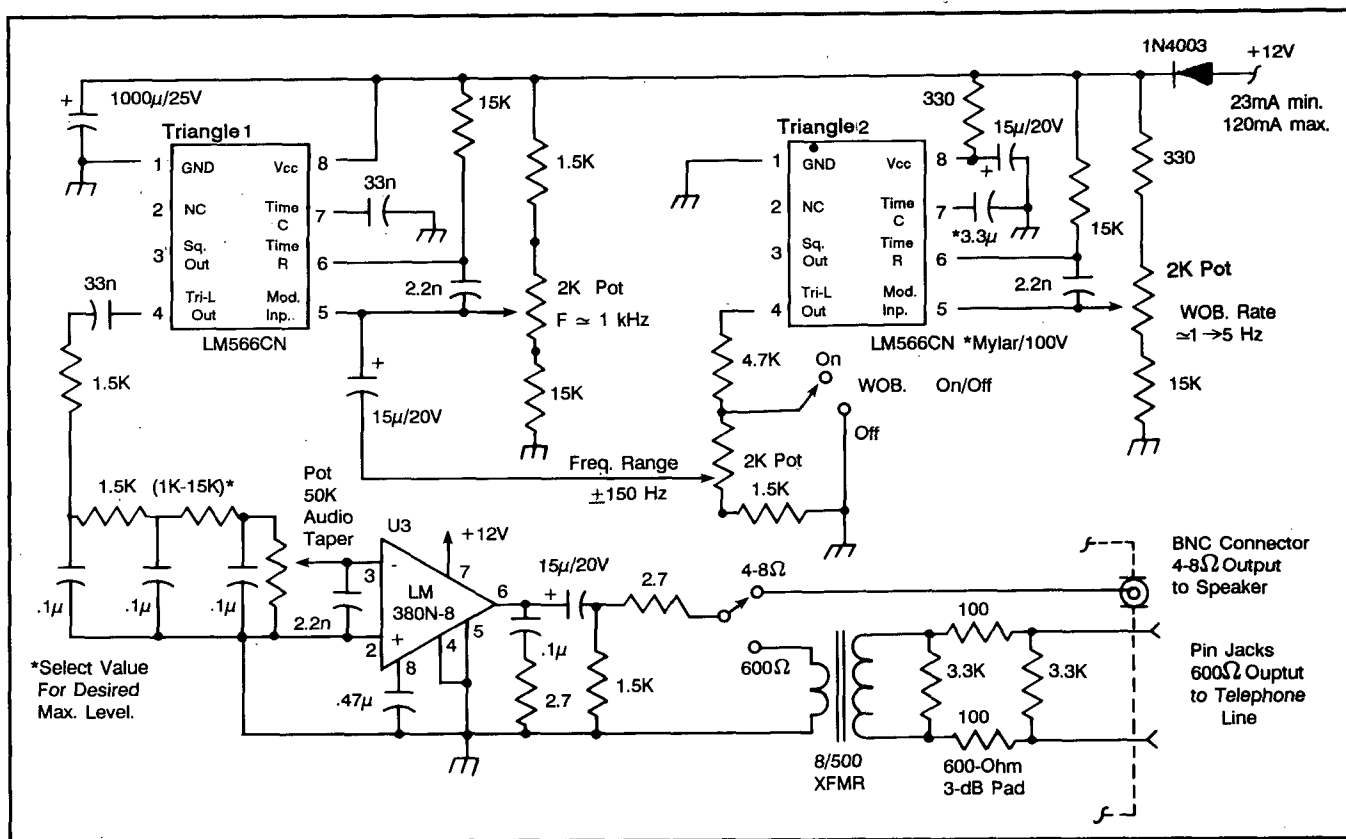 1N4003
+12V
23mA min.
120mA max.
+
1000µ/25V
15K
1.5K
330
15µ/20V
+
330
Triangle 1
1 GND Vcc 8
2 NC Time C 7
3 Sq. Out Time R 6
4 Tri-L Out Mod. Inp.. 5
LM566CN
33n
33n
2.2n
2K Pot
F ≃ 1 kHz
15K
+
15µ/20V
1.5K
Triangle 2
1 GND Vcc 8
2 NC Time C 7
3 Sq. Out Time R 6
4 Tri-L Out Mod. Inp. 5
LM566CN *Mylar/100V
*3.3µ
15K
2.2n
2K Pot
WOB. Rate
≃1→5 Hz
15K
4.7K
On
WOB. On/Off
Off
Freq. Range
±150 Hz
2K Pot
1.5K
1.5K (1K-15K)*
Pot
50K
Audio
Taper
U3
+12V
7
3
-
LM
380N-8
+
2
6
5
4
8
.1µ
.1µ
.1µ
2.2n
.47µ
.1µ
2.7
15µ/20V
+
2.7
1.5K
4-8Ω
600Ω
*Select Value
For Desired
Max. Level.
8/500
XFMR
100
3.3K
3.3K
100
600-Ohm
3-dB Pad
BNC Connector
4-8Ω Output
to Speaker
Pin Jacks
600Ω Ouptut
to Telephone
Line